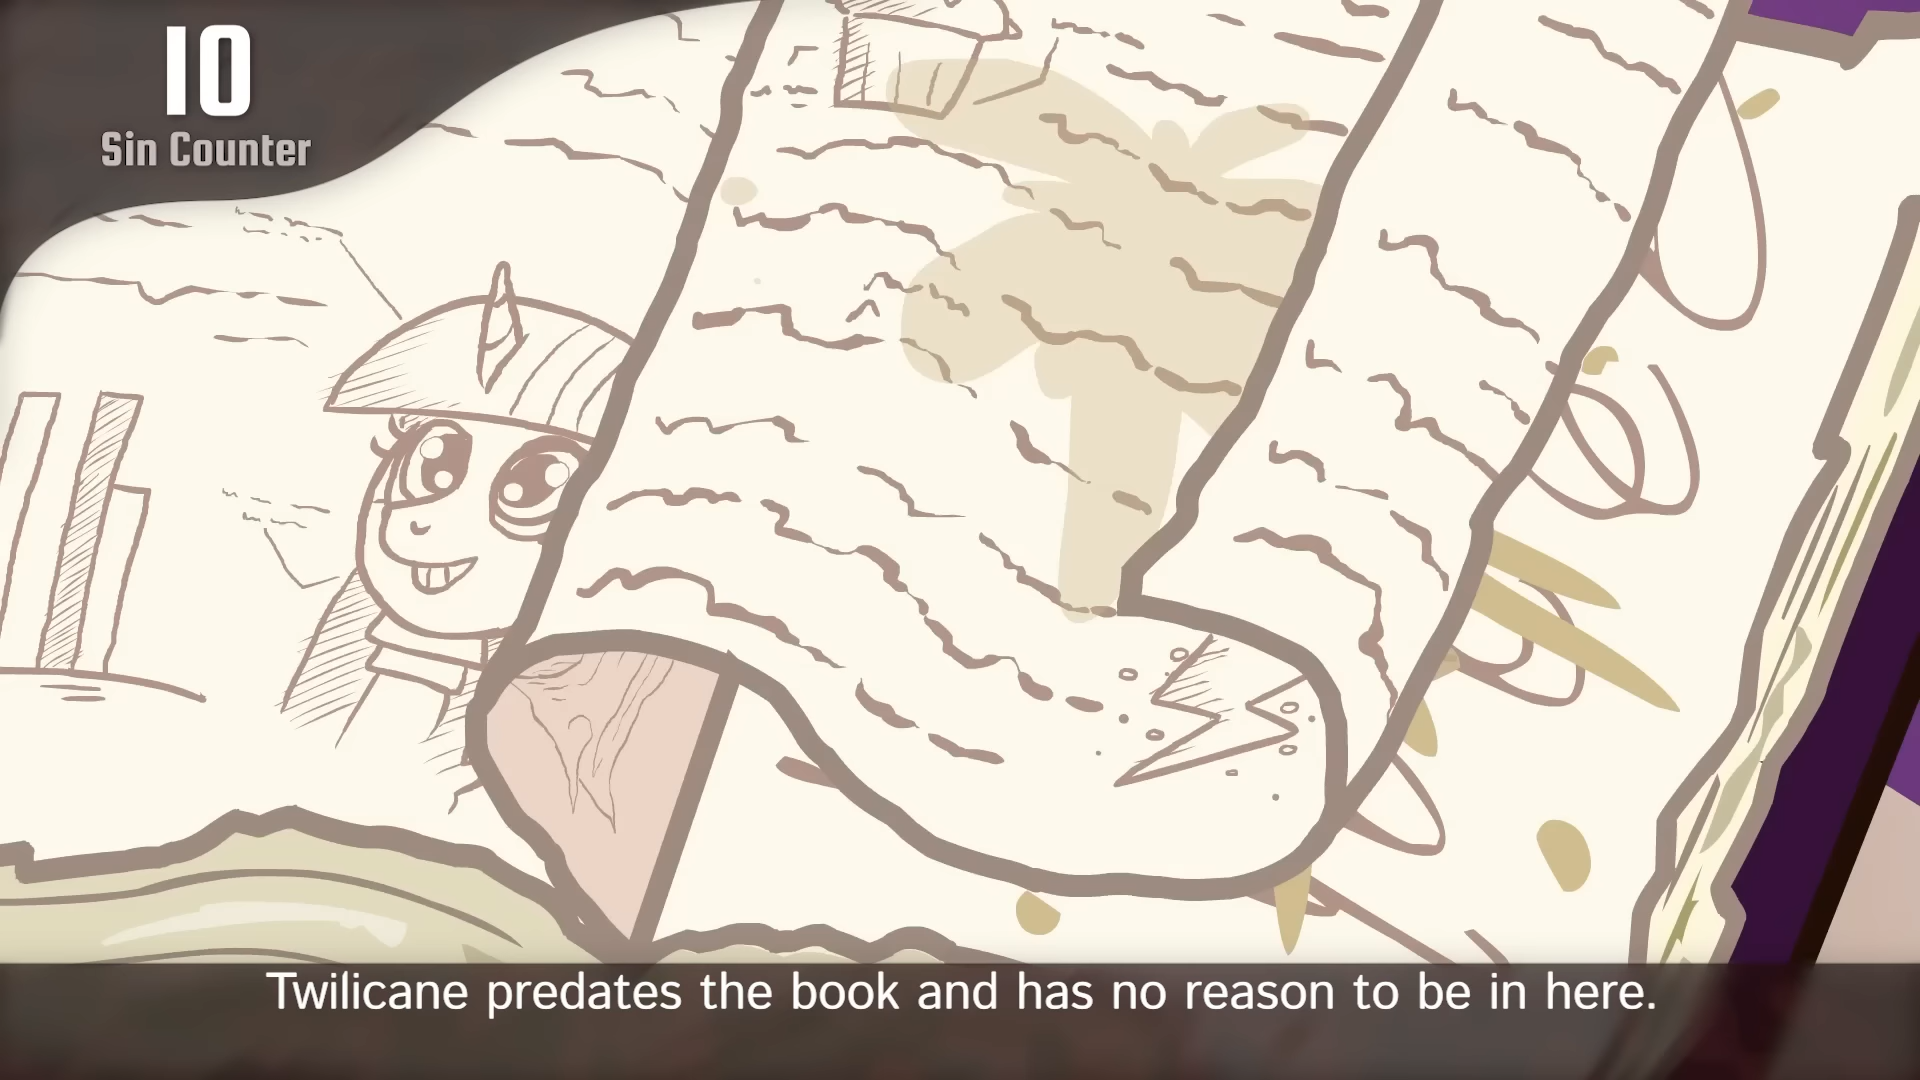 10
Sin Counter
Twilicane predates the book and has no reason to be in here.